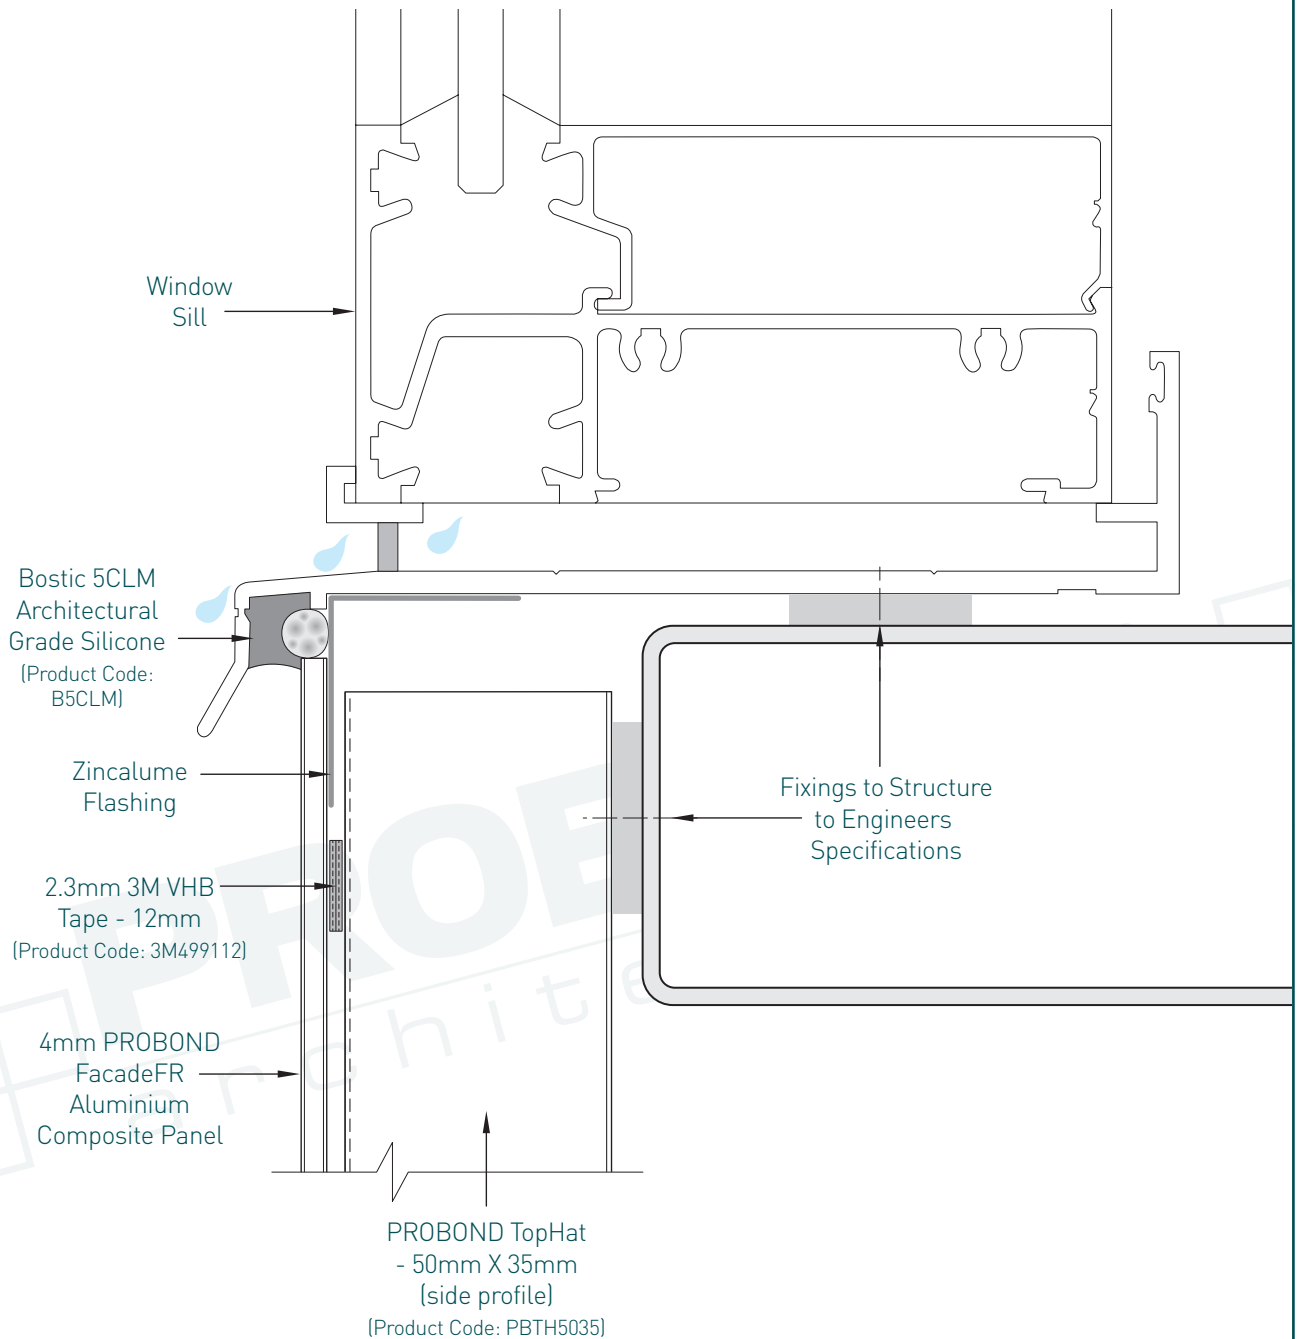 Window
Sill
Bostic 5CLM
Architectural
Grade Silicone
(Product Code:
B5CLM)
Zincalume
Flashing
Fixings to Structure
to Engineers
Specifications
2.3mm 3M VHB
Tape - 12mm
(Product Code: 3M499112)
4mm PROBOND
FacadeFR
Aluminium
Composite Panel
PROBOND TopHat
- 50mm X 35mm
(side profile)
(Product Code: PBTH5035)
PROB
archite